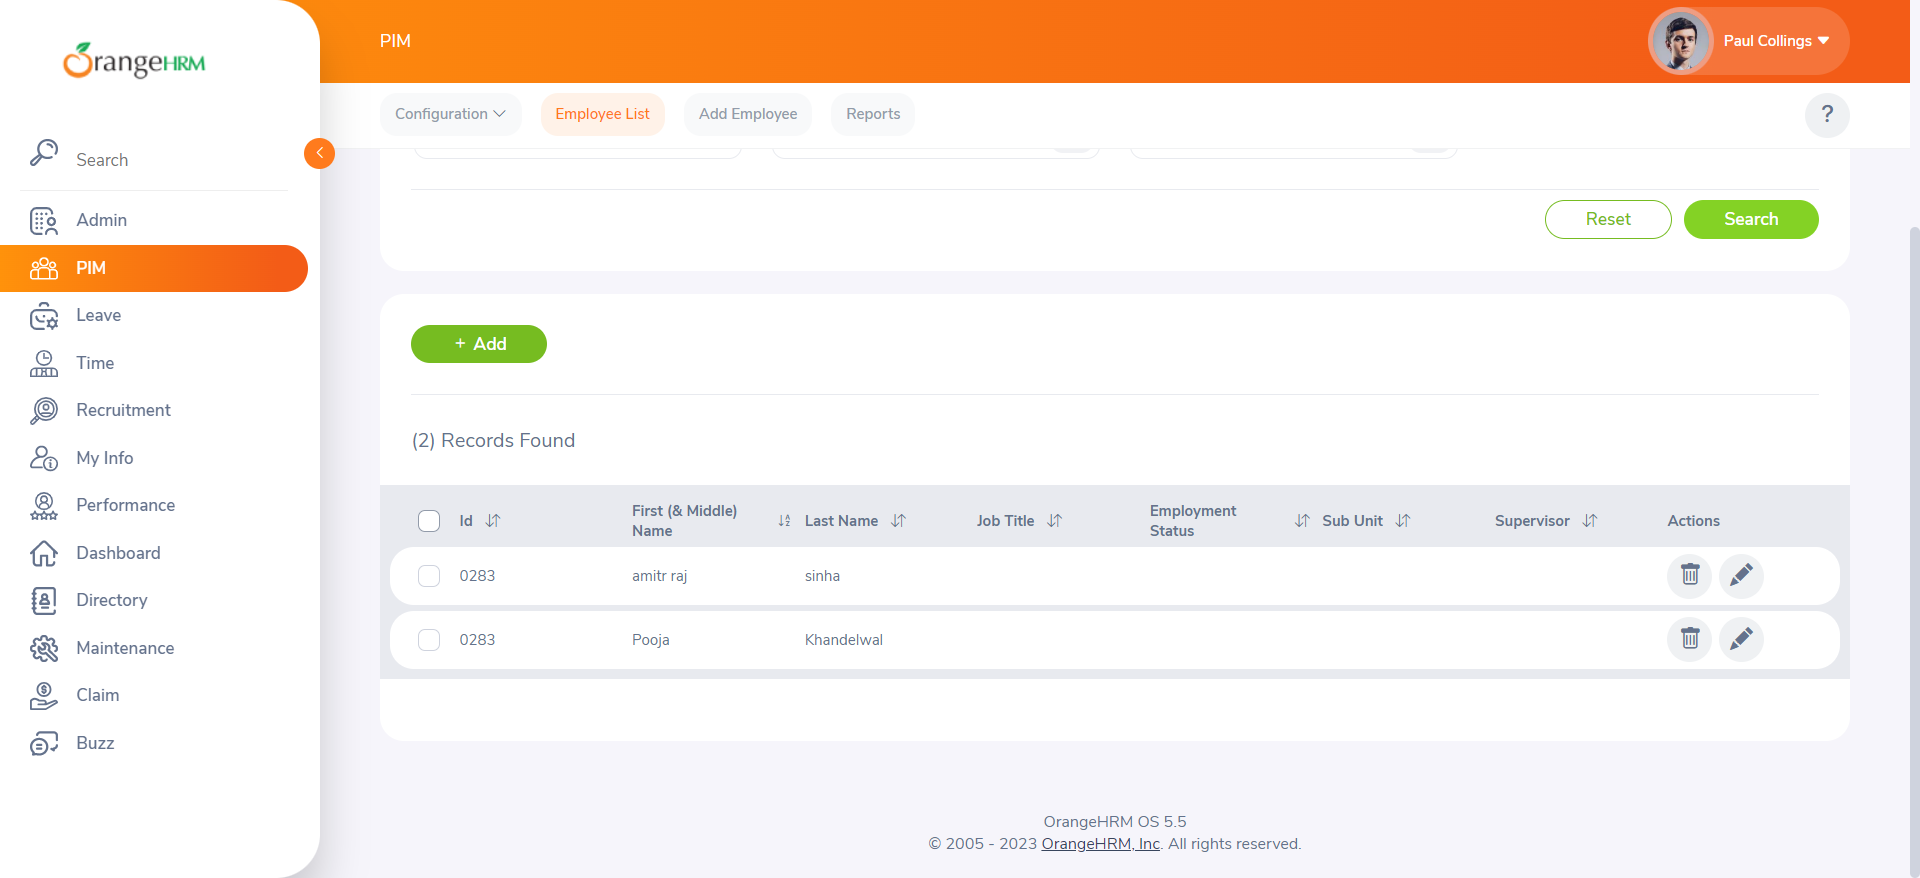 OrangeHRM
PIM
Paul Collings
Configuration
Employee List
Add Employee
Reports
?
Search
Admin
PIM
Leave
Time
Recruitment
My Info
Performance
Dashboard
Directory
Maintenance
Claim
Buzz
Reset
Search
+ Add
(2) Records Found
Id
First (& Middle)
Name
Last Name
Job Title
Employment
Status
Sub Unit
Supervisor
Actions
0283 amitr raj sinha
0283 Pooja Khandelwal
OrangeHRM OS 5.5
© 2005 - 2023 OrangeHRM, Inc. All rights reserved.